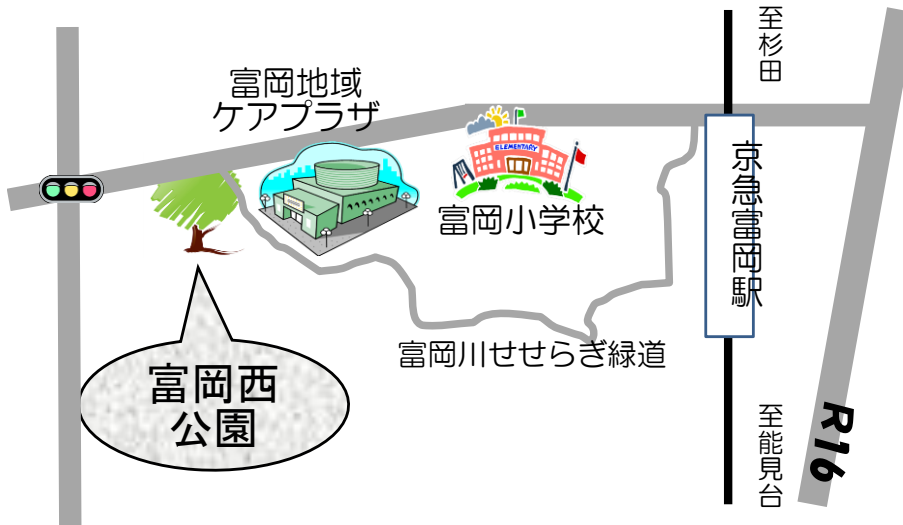 至杉田
富岡地域
ケアプラザ
ELEMENTARY
富岡小学校
京急富岡駅
富岡川せせらぎ緑道
富岡西
公園
至能見台
R16